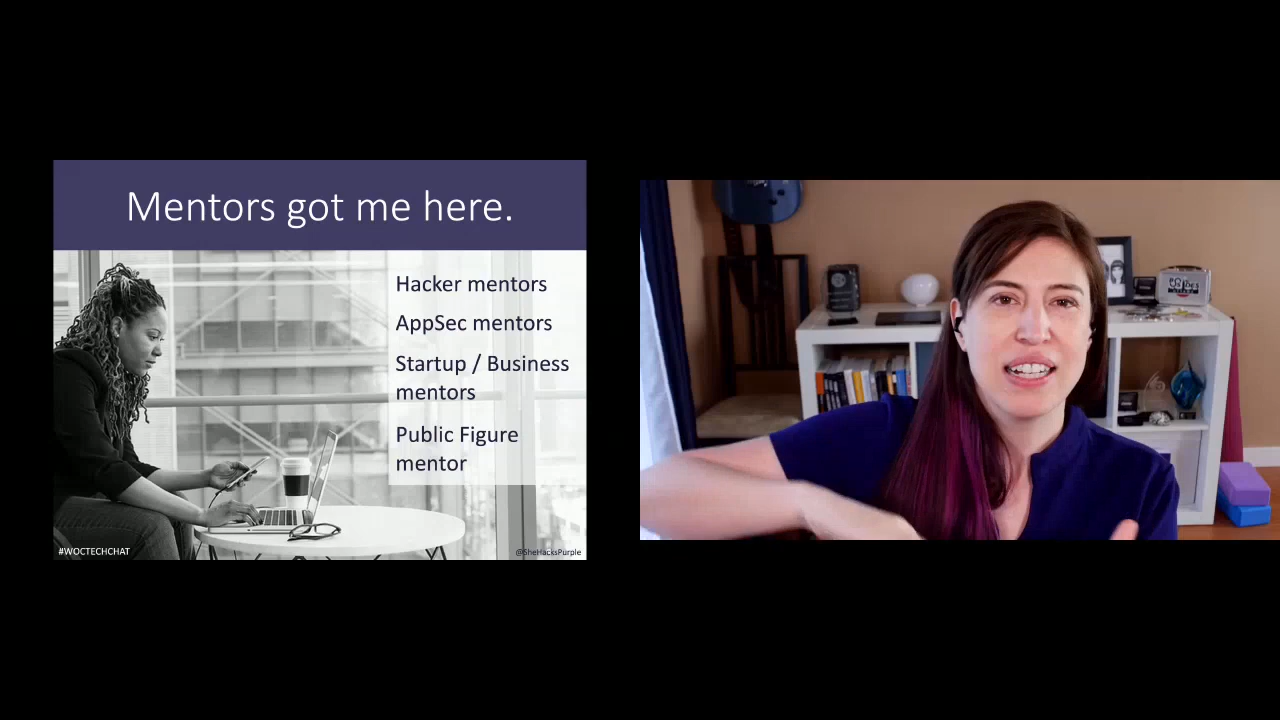 Mentors got me here.
Hacker mentors
AppSec mentors
Startup / Business
mentors
Public Figure
mentor
#WOCTECHCHAT
@SheHacksPurple